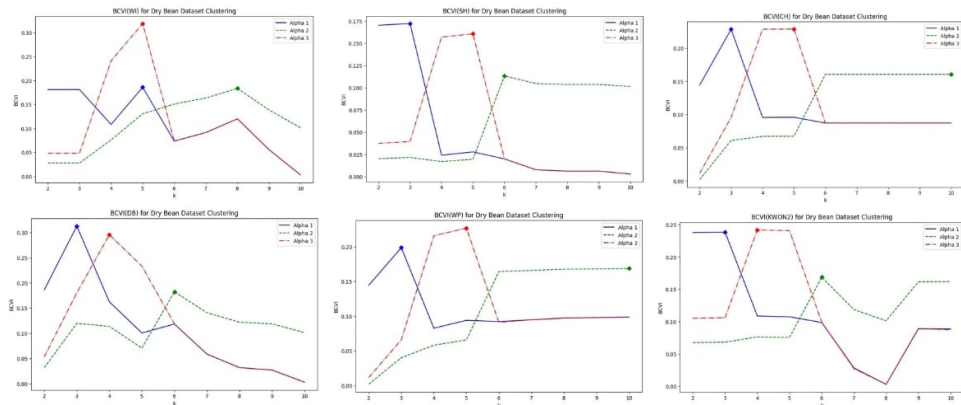 BCVI(WI) for Dry Bean Dataset Clustering
Alpha 1
Alpha 2
Alpha 3
BCVI
0.30
0.25
0.20
0.15
0.10
0.05
0.00
2 3 4 5 6 7 8 9 10
k
BCVI(SH) for Dry Bean Dataset Clustering
Alpha 1
Alpha 2
Alpha 3
BCVI
0.175
0.150
0.125
0.100
0.075
0.050
0.025
0.000
2 3 4 5 6 7 8 9 10
k
BCVI(CH) for Dry Bean Dataset Clustering
Alpha 1
Alpha 2
Alpha 3
BCVI
0.20
0.15
0.10
0.05
0.00
2 3 4 5 6 7 8 9 10
k
BCVI(DB) for Dry Bean Dataset Clustering
Alpha 1
Alpha 2
Alpha 3
BCVI
0.30
0.25
0.20
0.15
0.10
0.05
0.00
2 3 4 5 6 7 8 9 10
k
BCVI(WP) for Dry Bean Dataset Clustering
Alpha 1
Alpha 2
Alpha 3
BCVI
0.20
0.15
0.10
0.05
0.00
2 3 4 5 6 7 8 9 10
k
BCVI(KWON2) for Dry Bean Dataset Clustering
Alpha 1
Alpha 2
Alpha 3
BCVI
0.25
0.20
0.15
0.10
0.05
0.00
2 3 4 5 6 7 8 9 10
k